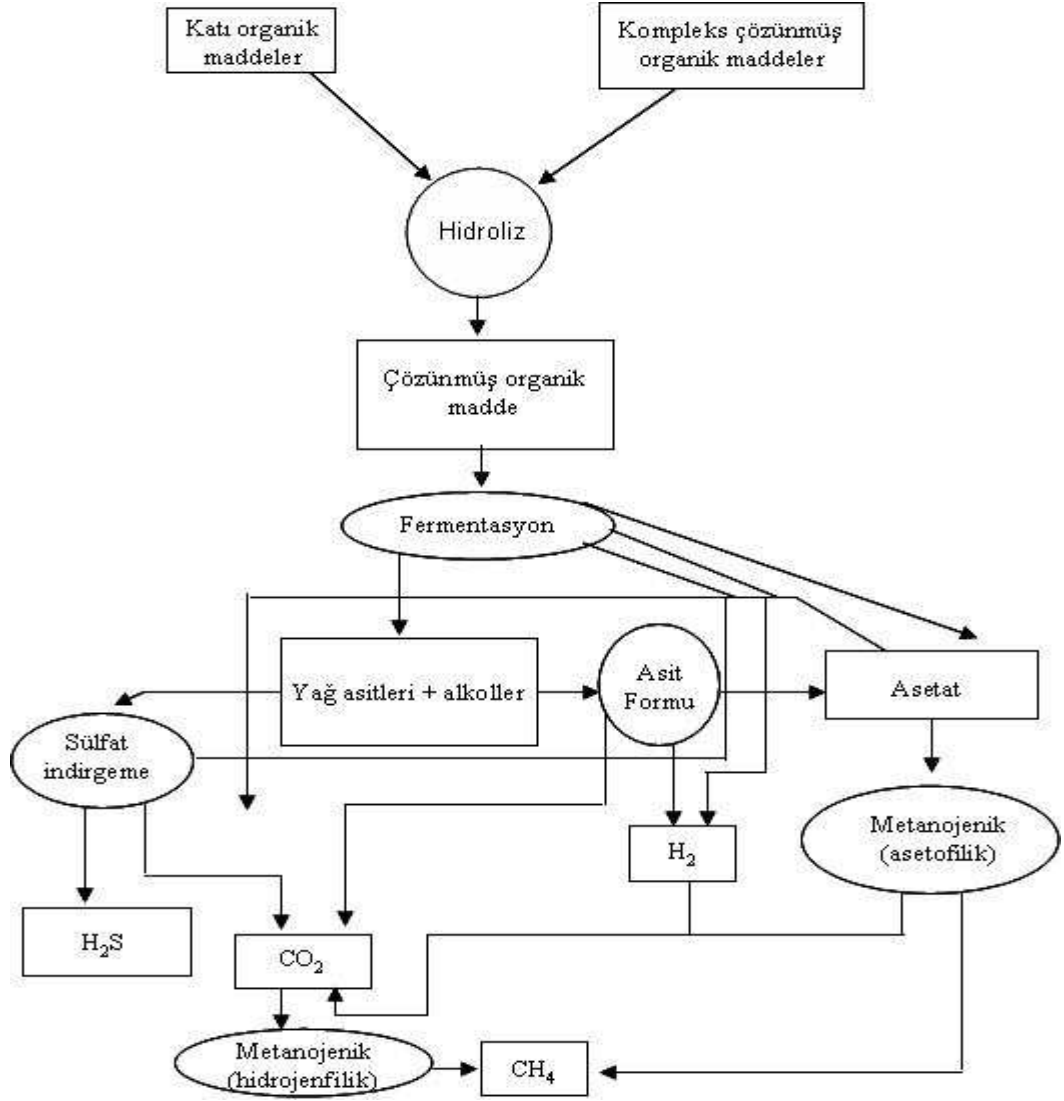 Katı organik
maddeler
Kompleks çözünmüş
organik maddeler
Hidroliz
Çözünmüş organik
madde
Fermentasyon
Yağ asitleri + alkoller
Asit
Formu
Asetat
Sülfat
indirgeme
Metanojenik
(asetofilik)
H₂
H₂S
CO₂
Metanojenik
(hidrojenfilik)
CH₄